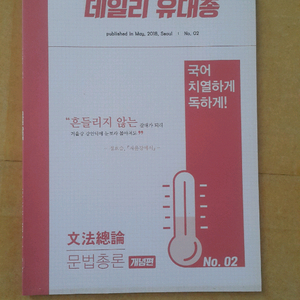 데일리 유대종
published in May, 2018, Seoul | No. 02
국어
치열하게
독하게!
"흔들리지 않는
文法總論
문법총론 개념편
No. 02